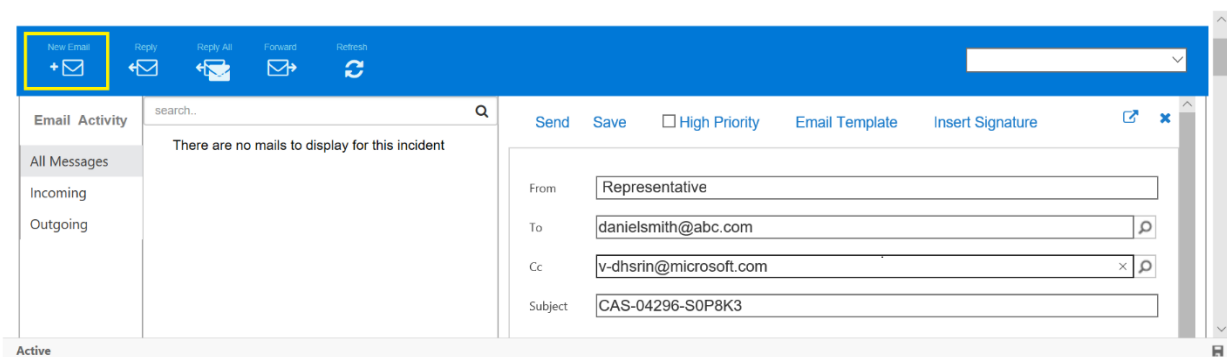 New Email Reply Reply All Forward Refresh
Email Activity
All Messages
Incoming
Outgoing
search..
There are no mails to display for this incident
Send Save High Priority Email Template Insert Signature
From Representative
To danielsmith@abc.com
Cc v-dhsrin@microsoft.com
Subject CAS-04296-S0P8K3
Active